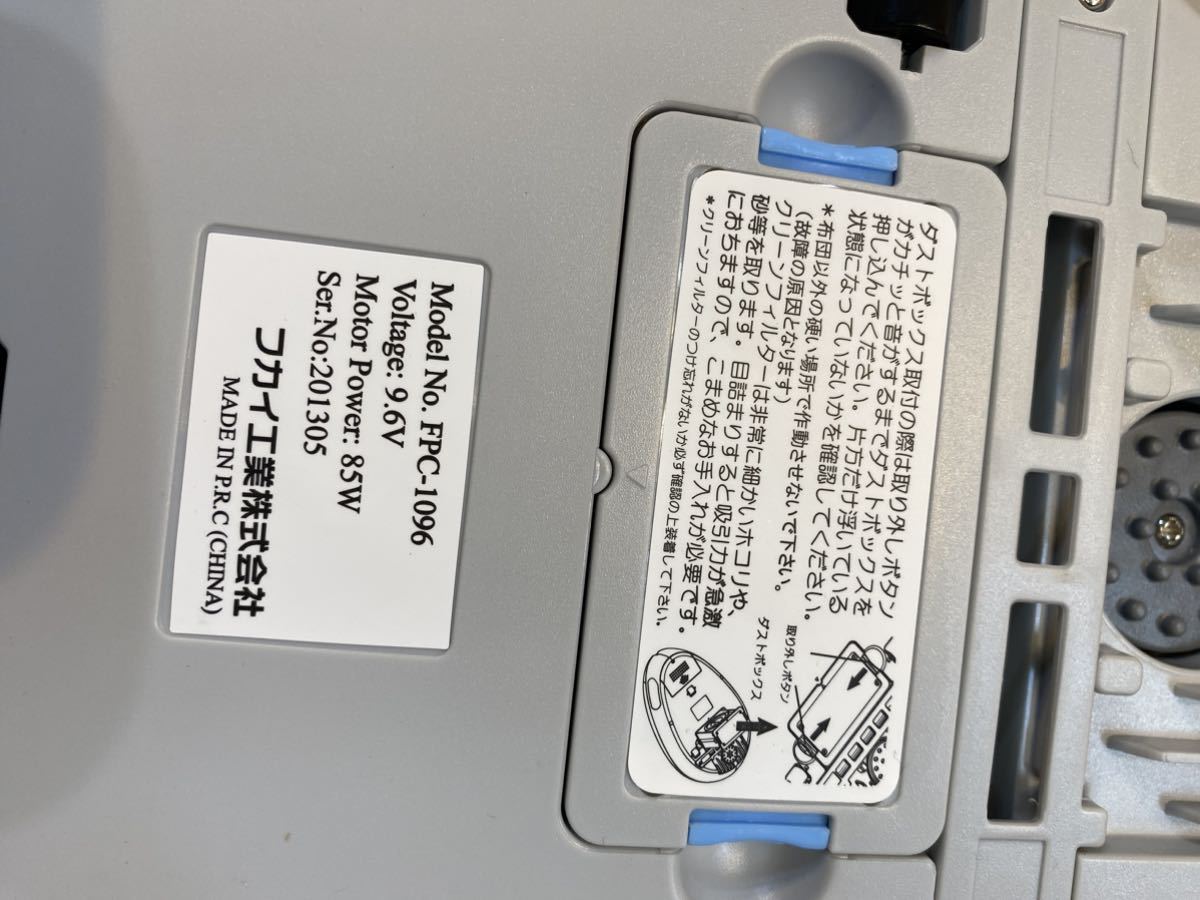 ダストボックス取付の際は取り外しボタン
がカチッと音がするまでダストボックスを
押し込んでください。片方だけ浮いている
状態になっていないかを確認してください。
*布団以外の硬い場所で作動させないで下さい。
(故障の原因となります)
クリーンフィルターは非常に細かいホコリや、
砂等を取ります。目詰まりすると吸引力が急激
におちますので、こまめなお手入れが必要です。
*クリーンフィルターのつけ忘れがないか必ず確認の上装着して下さい。
取り外しボタン
ダストボックス
Model No. FPC-1096
Voltage: 9.6V
Motor Power: 85W
Ser.No:201305
フカイ工業株式会社
MADE IN P.R.C (CHINA)